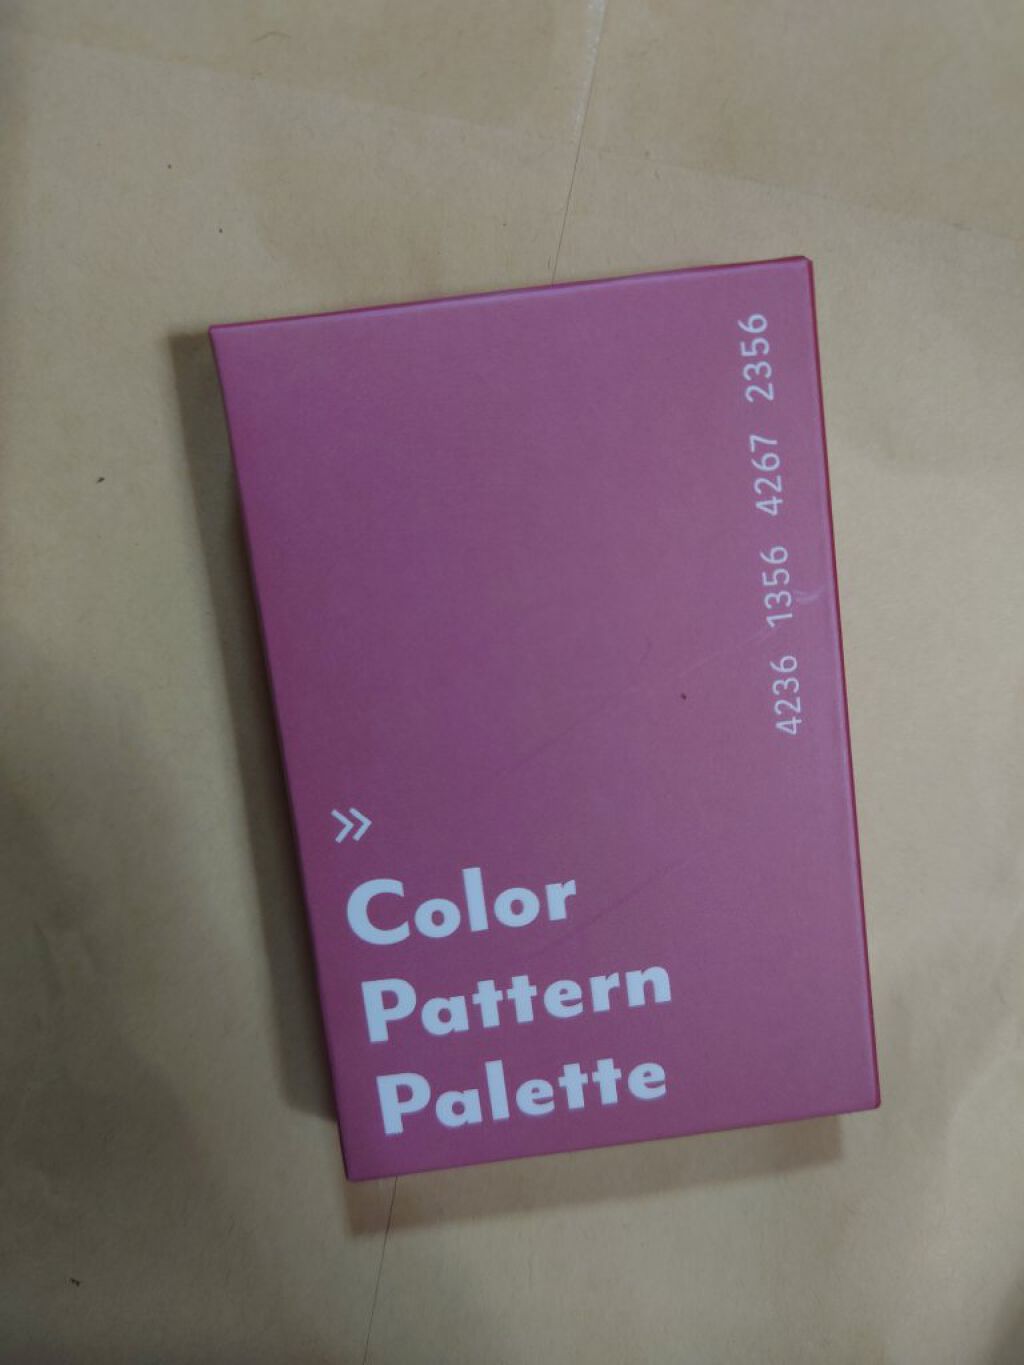 4236 1356 4267 2356
»
Color
Pattern
Palette